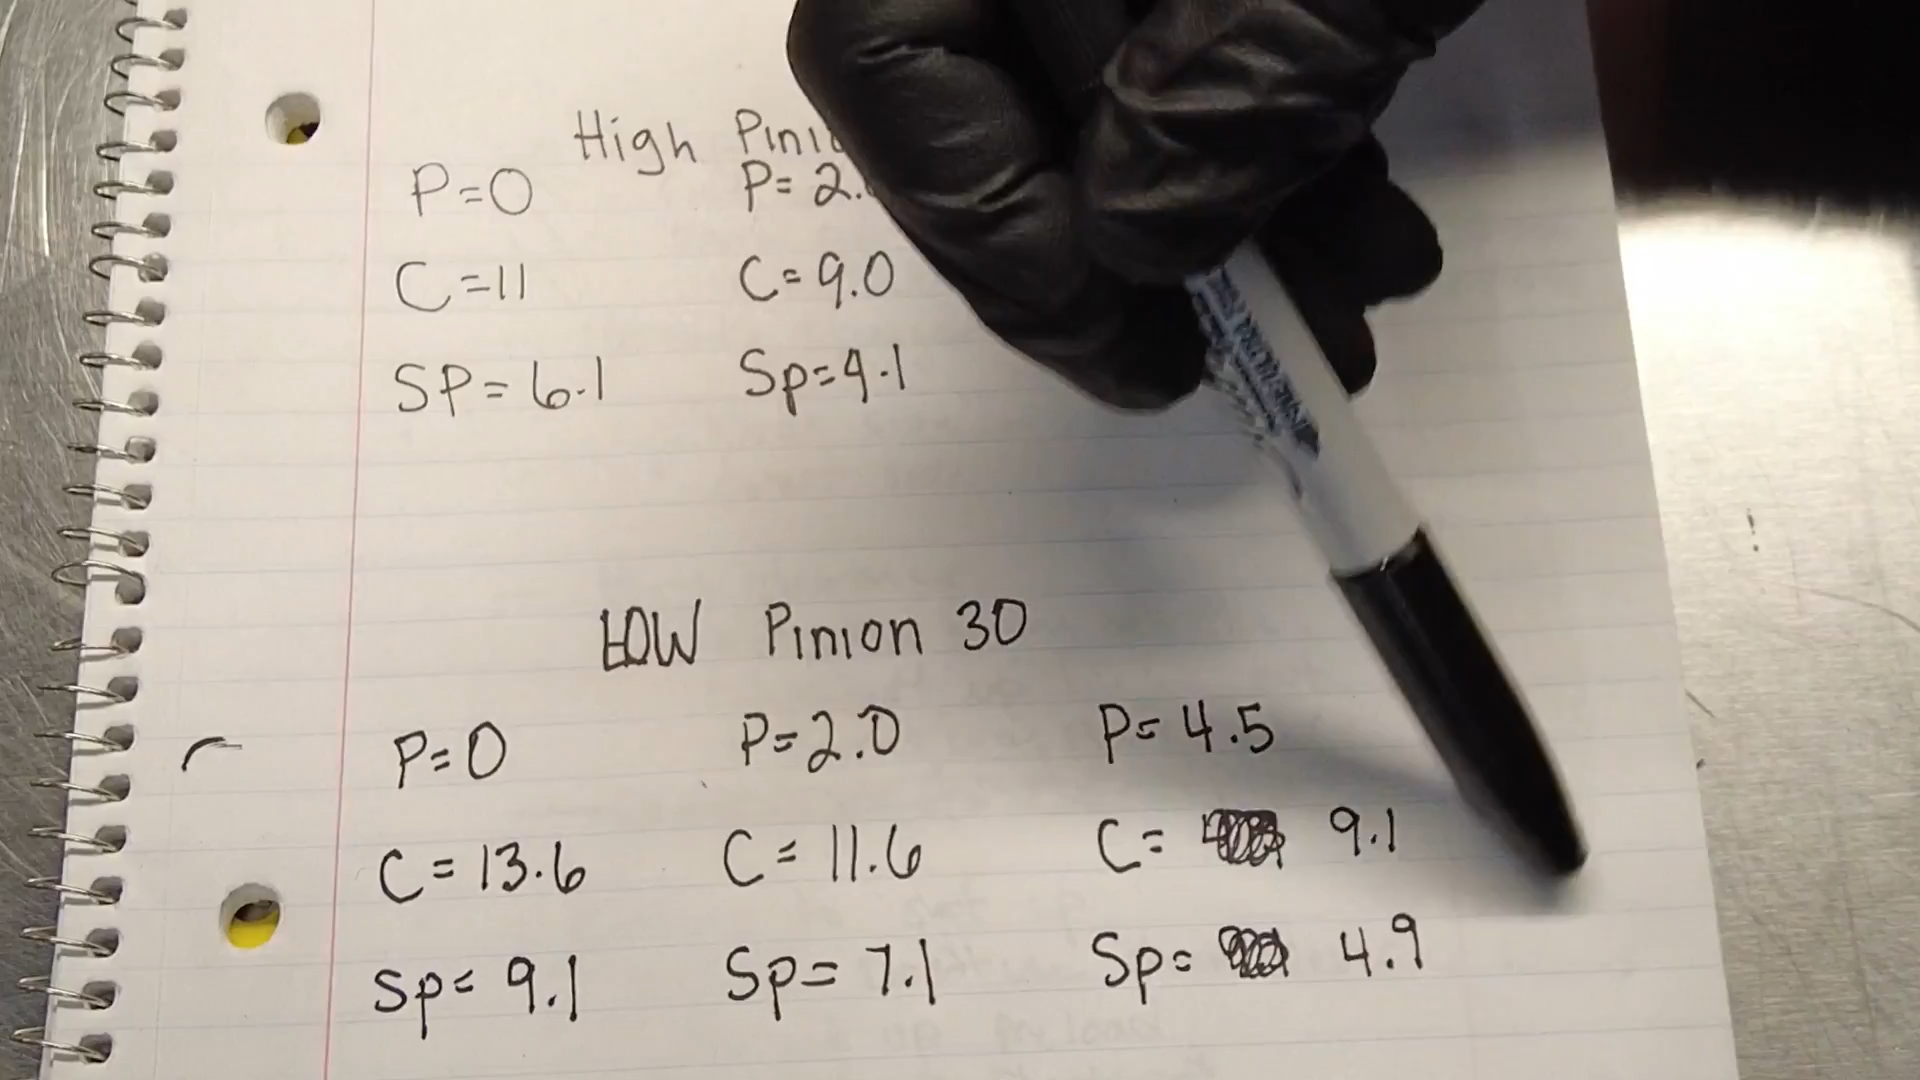 High
P=0 P= 2.
C=11 C=9.0
SP=6.1 Sp=4.1
LOW Pinion 30
P=0 P=2.0 P=4.5
C=13.6 C=11.6 C= 9.1
Sp=9.1 Sp=7.1 Sp= 4.9